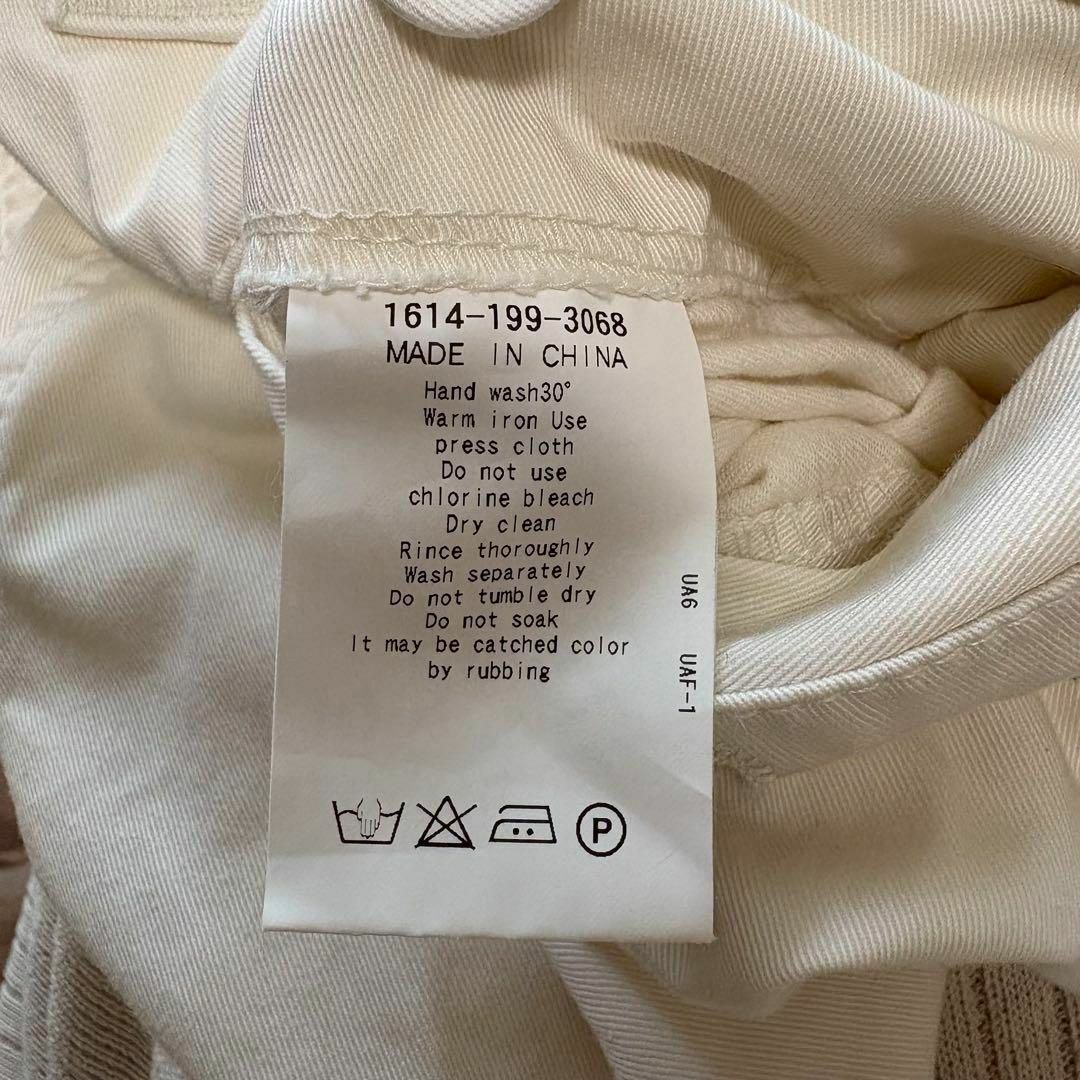 1614-199-3068
MADE IN CHINA
Hand wash30°
Warm iron Use
press cloth
Do not use
chlorine bleach
Dry clean
Rince thoroughly
Wash separately
Do not tumble dry
Do not soak
It may be catched color
by rubbing
UA6 UAF-1
P